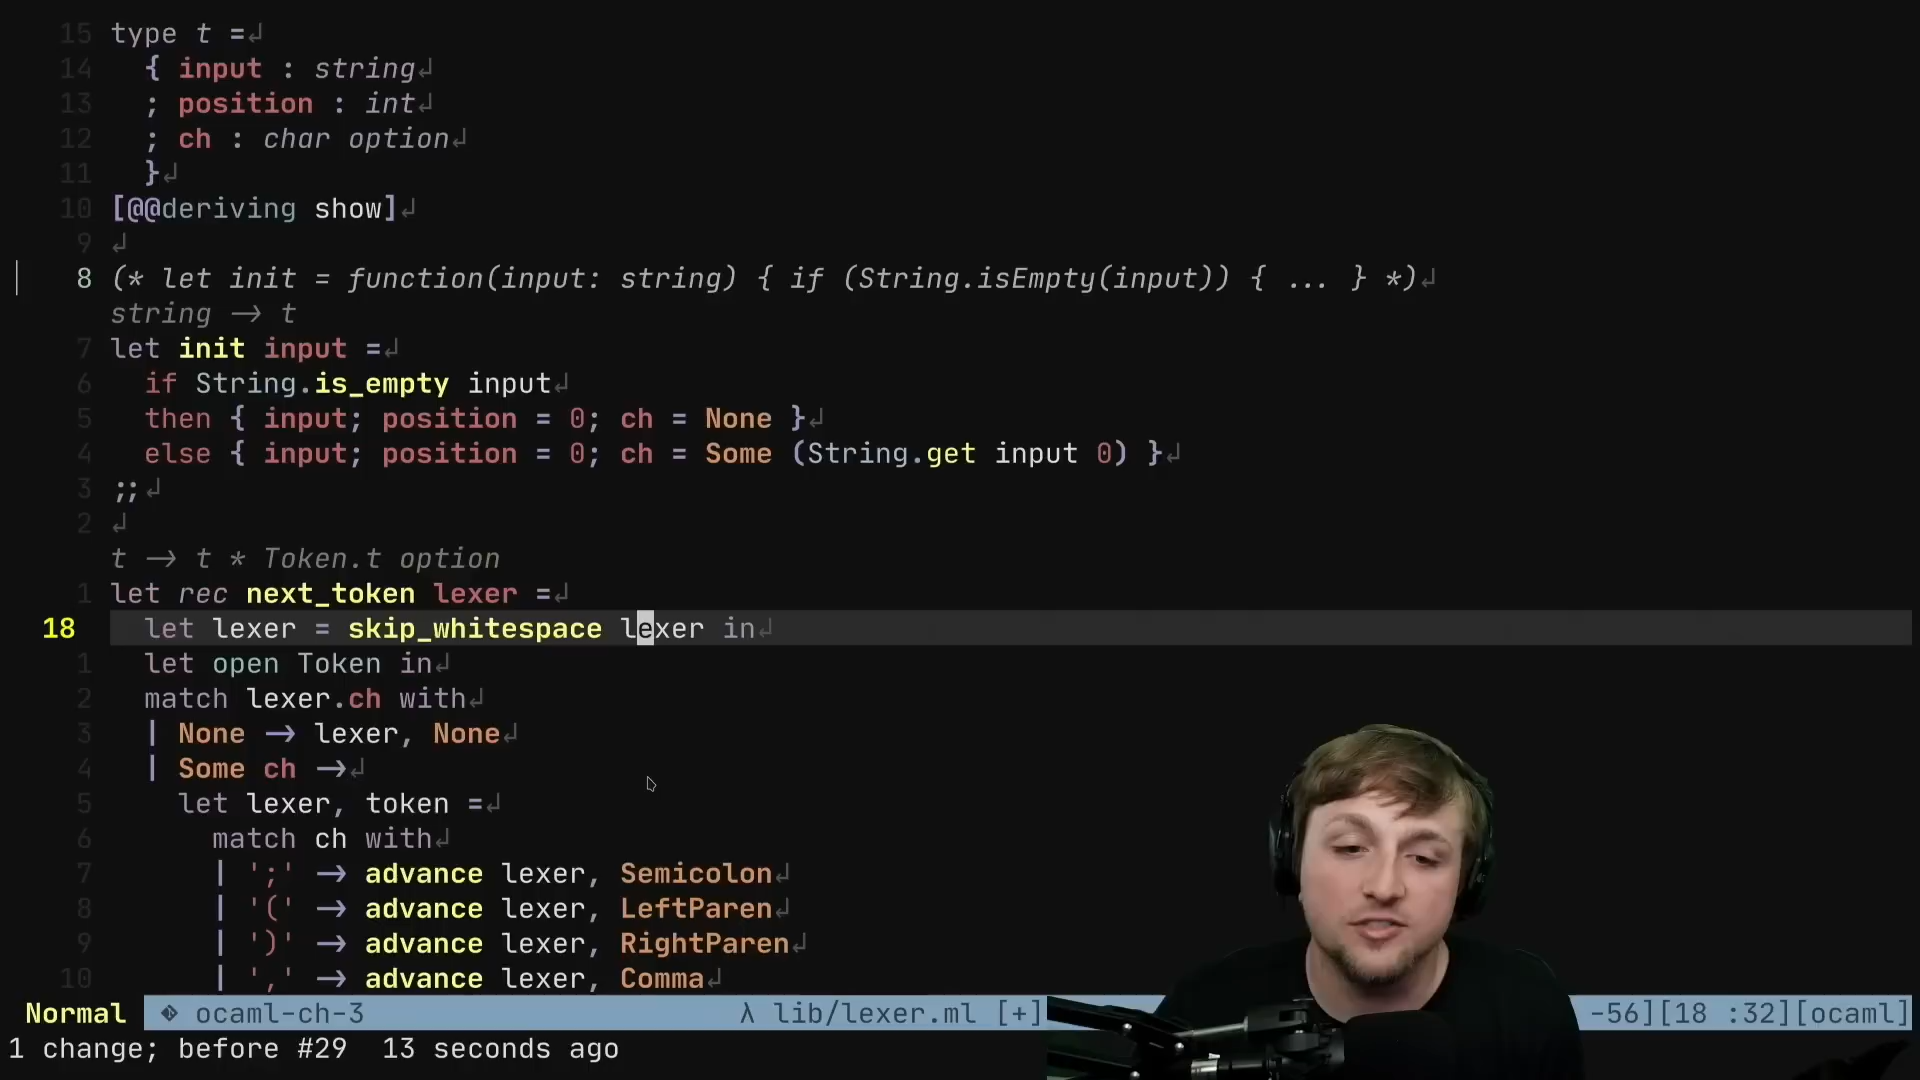 15 type t =↲
14 { input : string↲
13 ; position : int↲
12 ; ch : char option↲
11 }↲
10 [@@deriving show]↲
9 ↲
8 (* let init = function(input: string) { if (String.isEmpty(input)) { ... } *)↲
string -> t
7 let init input =↲
6 if String.is_empty input↲
5 then { input; position = 0; ch = None }↲
4 else { input; position = 0; ch = Some (String.get input 0) }↲
3 ;;↲
2 ↲
t -> t * Token.t option
1 let rec next_token lexer =↲
18 let lexer = skip_whitespace lexer in↲
1 let open Token in↲
2 match lexer.ch with↲
3 | None -> lexer, None↲
4 | Some ch ->↲
5 let lexer, token =↲
6 match ch with↲
7 | ';' -> advance lexer, Semicolon↲
8 | '(' -> advance lexer, LeftParen↲
9 | ')' -> advance lexer, RightParen↲
10 | ',' -> advance lexer, Comma↲
Normal ocaml-ch-3 λ lib/lexer.ml [+] -56][18 :32][ocaml]
1 change; before #29 13 seconds ago